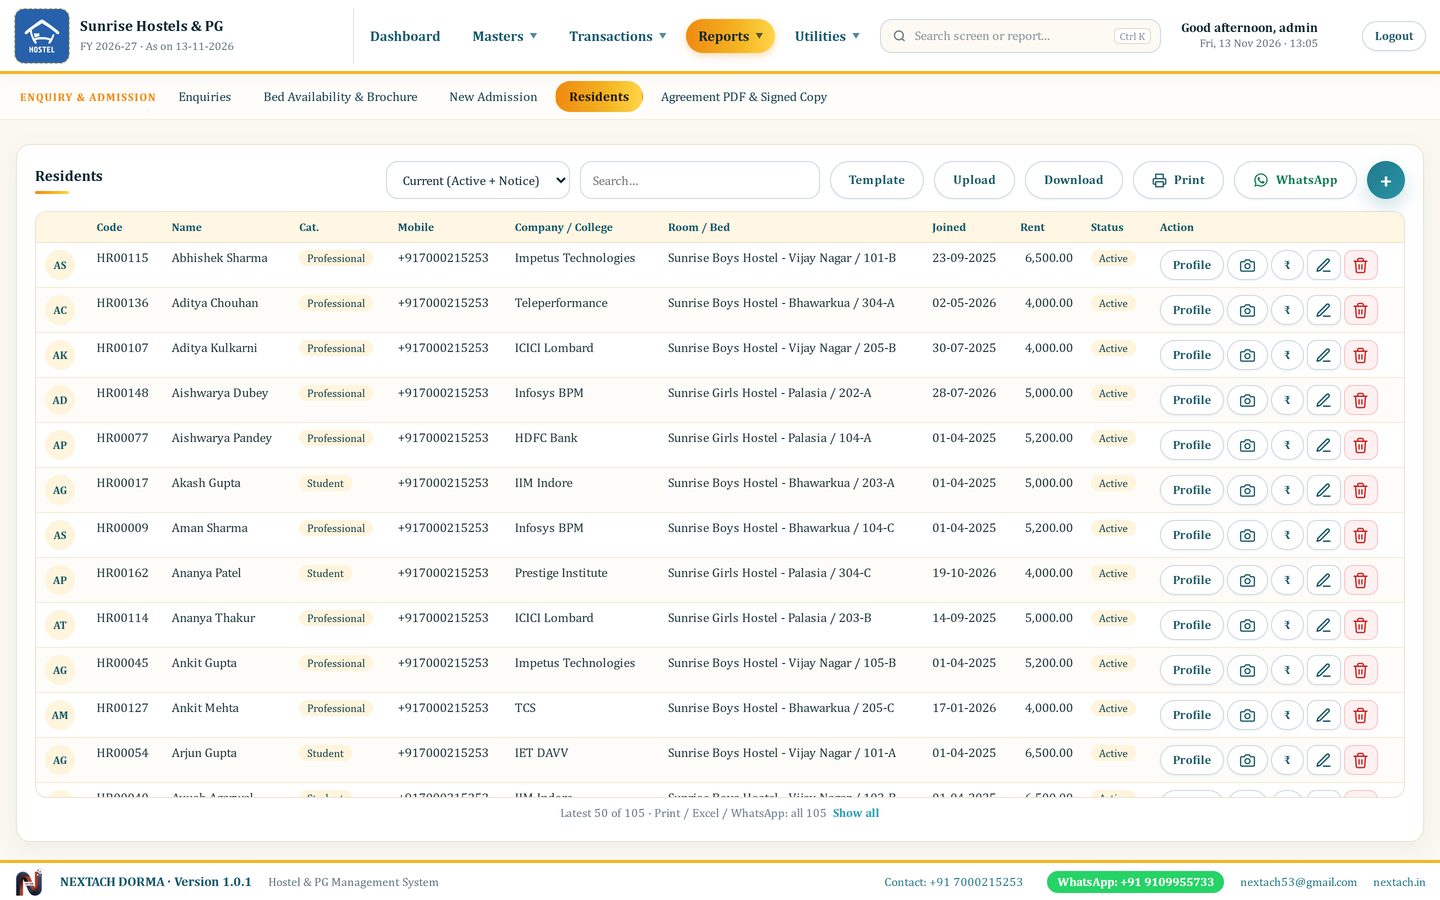 HOSTEL
Sunrise Hostels & PG
FY 2026-27 · As on 13-11-2026
Dashboard Masters ▼ Transactions ▼ Reports ▼ Utilities ▼
Search screen or report... Ctrl K
Good afternoon, admin
Fri, 13 Nov 2026 · 13:05
Logout
ENQUIRY & ADMISSION Enquiries Bed Availability & Brochure New Admission Residents Agreement PDF & Signed Copy
Residents Current (Active + Notice) Search... Template Upload Download Print WhatsApp +
Code Name Cat. Mobile Company / College Room / Bed Joined Rent Status Action
AS HR00115 Abhishek Sharma Professional +917000215253 Impetus Technologies Sunrise Boys Hostel - Vijay Nagar / 101-B 23-09-2025 6,500.00 Active Profile ₹
AC HR00136 Aditya Chouhan Professional +917000215253 Teleperformance Sunrise Boys Hostel - Bhawarkua / 304-A 02-05-2026 4,000.00 Active Profile ₹
AK HR00107 Aditya Kulkarni Professional +917000215253 ICICI Lombard Sunrise Boys Hostel - Vijay Nagar / 205-B 30-07-2025 4,000.00 Active Profile ₹
AD HR00148 Aishwarya Dubey Professional +917000215253 Infosys BPM Sunrise Girls Hostel - Palasia / 202-A 28-07-2025 5,000.00 Active Profile ₹
AP HR00077 Aishwarya Pandey Professional +917000215253 HDFC Bank Sunrise Girls Hostel - Palasia / 104-A 01-04-2025 5,200.00 Active Profile ₹
AG HR00017 Akash Gupta Student +917000215253 IIM Indore Sunrise Boys Hostel - Bhawarkua / 203-A 01-04-2025 5,000.00 Active Profile ₹
AS HR00009 Aman Sharma Professional +917000215253 Infosys BPM Sunrise Boys Hostel - Bhawarkua / 104-C 01-04-2025 5,200.00 Active Profile ₹
AP HR00162 Ananya Patel Student +917000215253 Prestige Institute Sunrise Girls Hostel - Palasia / 304-C 19-10-2026 4,000.00 Active Profile ₹
AT HR00114 Ananya Thakur Professional +917000215253 ICICI Lombard Sunrise Girls Hostel - Palasia / 203-B 14-09-2025 5,000.00 Active Profile ₹
AG HR00045 Ankit Gupta Professional +917000215253 Impetus Technologies Sunrise Boys Hostel - Vijay Nagar / 105-B 01-04-2025 5,200.00 Active Profile ₹
AM HR00127 Ankit Mehta Professional +917000215253 TCS Sunrise Boys Hostel - Bhawarkua / 205-C 17-01-2026 4,000.00 Active Profile ₹
AG HR00054 Arjun Gupta Student +917000215253 IET DAVV Sunrise Boys Hostel - Vijay Nagar / 101-A 01-04-2025 6,500.00 Active Profile ₹
Latest 50 of 105 · Print / Excel / WhatsApp: all 105 Show all
NEXTACH DORMA · Version 1.0.1 Hostel & PG Management System Contact: +91 7000215253 WhatsApp: +91 9109955733 nextach53@gmail.com nextach.in